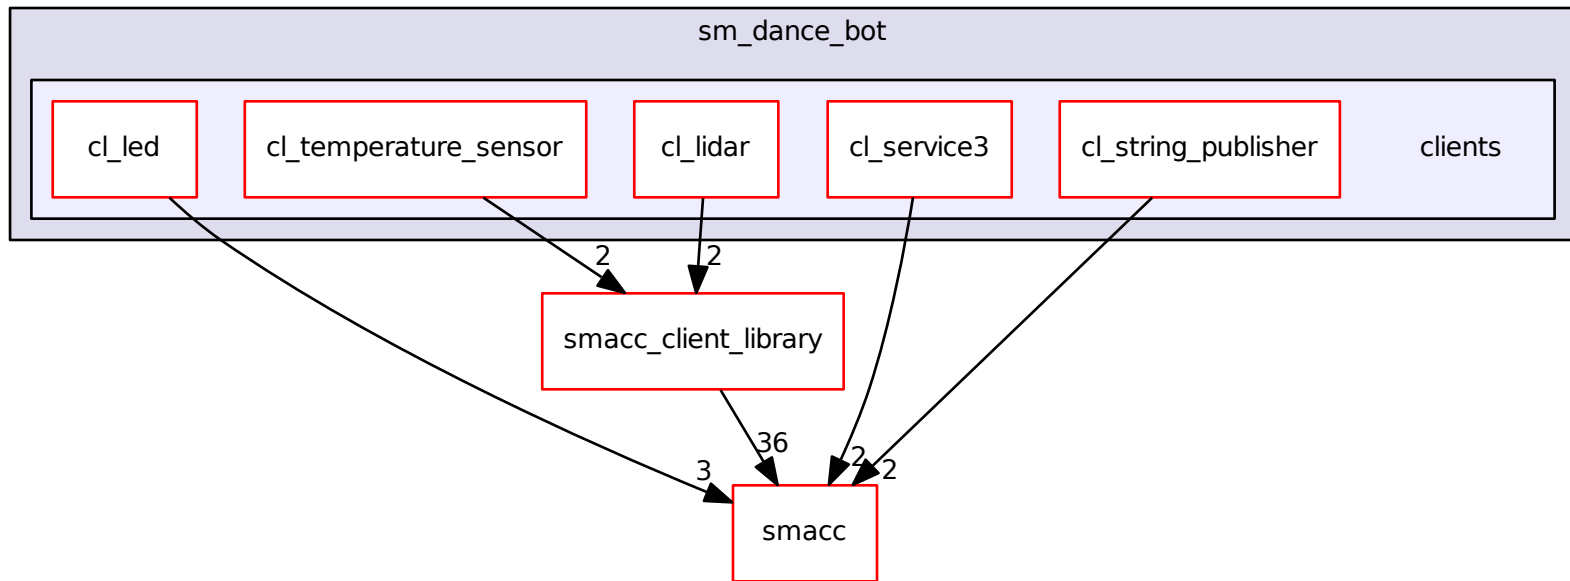 sm_dance_bot
cl_led
cl_temperature_sensor
cl_lidar
cl_service3
cl_string_publisher
clients
2
2
smacc_client_library
36
3
2
2
smacc